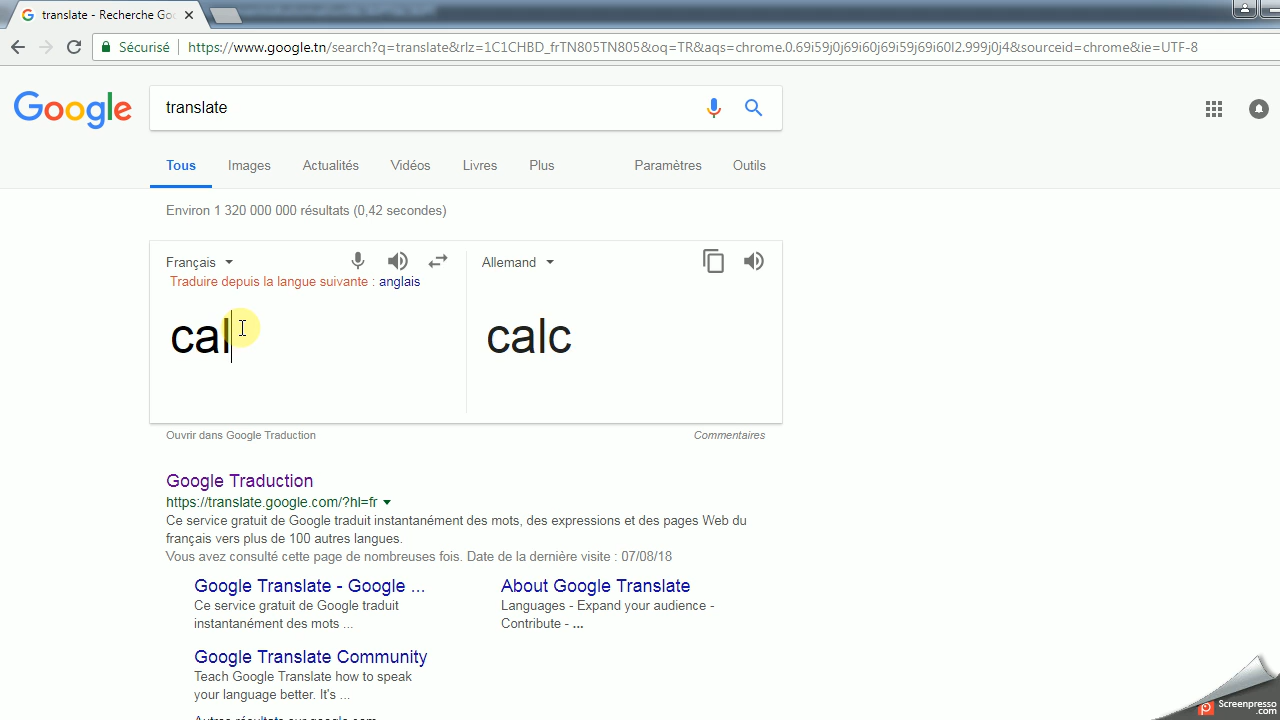 translate - Recherche Goo
Sécurisé
https://www.google.tn/search?q=translate&rlz=1C1CHBD_frTN805TN805&oq=TR&aqs=chrome.0.69i59j0j69i60j69i59j69i60l2.999j0j4&sourceid=chrome&ie=UTF-8
Google
translate
Tous Images Actualités Vidéos Livres Plus Paramètres Outils
Environ 1 320 000 000 résultats (0,42 secondes)
Français Allemand
Traduire depuis la langue suivante : anglais
cal calc
Ouvrir dans Google Traduction Commentaires
Google Traduction
https://translate.google.com/?hl=fr
Ce service gratuit de Google traduit instantanément des mots, des expressions et des pages Web du
français vers plus de 100 autres langues.
Vous avez consulté cette page de nombreuses fois. Date de la dernière visite : 07/08/18
Google Translate - Google ... About Google Translate
Ce service gratuit de Google traduit Languages - Expand your audience -
instantanément des mots ... Contribute - ...
Google Translate Community
Teach Google Translate how to speak
your language better. It's ...
Autres résultats sur google.com
Screenpresso
.com